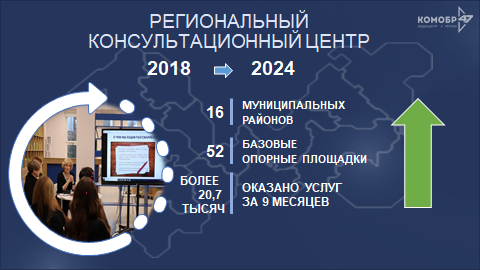 РЕГИОНАЛЬНЫЙ
КОНСУЛЬТАЦИОННЫЙ ЦЕНТР
КОМОБР 47
2018 2024
16 МУНИЦИПАЛЬНЫХ
РАЙОНОВ
52 БАЗОВЫЕ
ОПОРНЫЕ ПЛОЩАДКИ
БОЛЕЕ
20,7
ТЫСЯЧ
ОКАЗАНО УСЛУГ
ЗА 9 МЕСЯЦЕВ